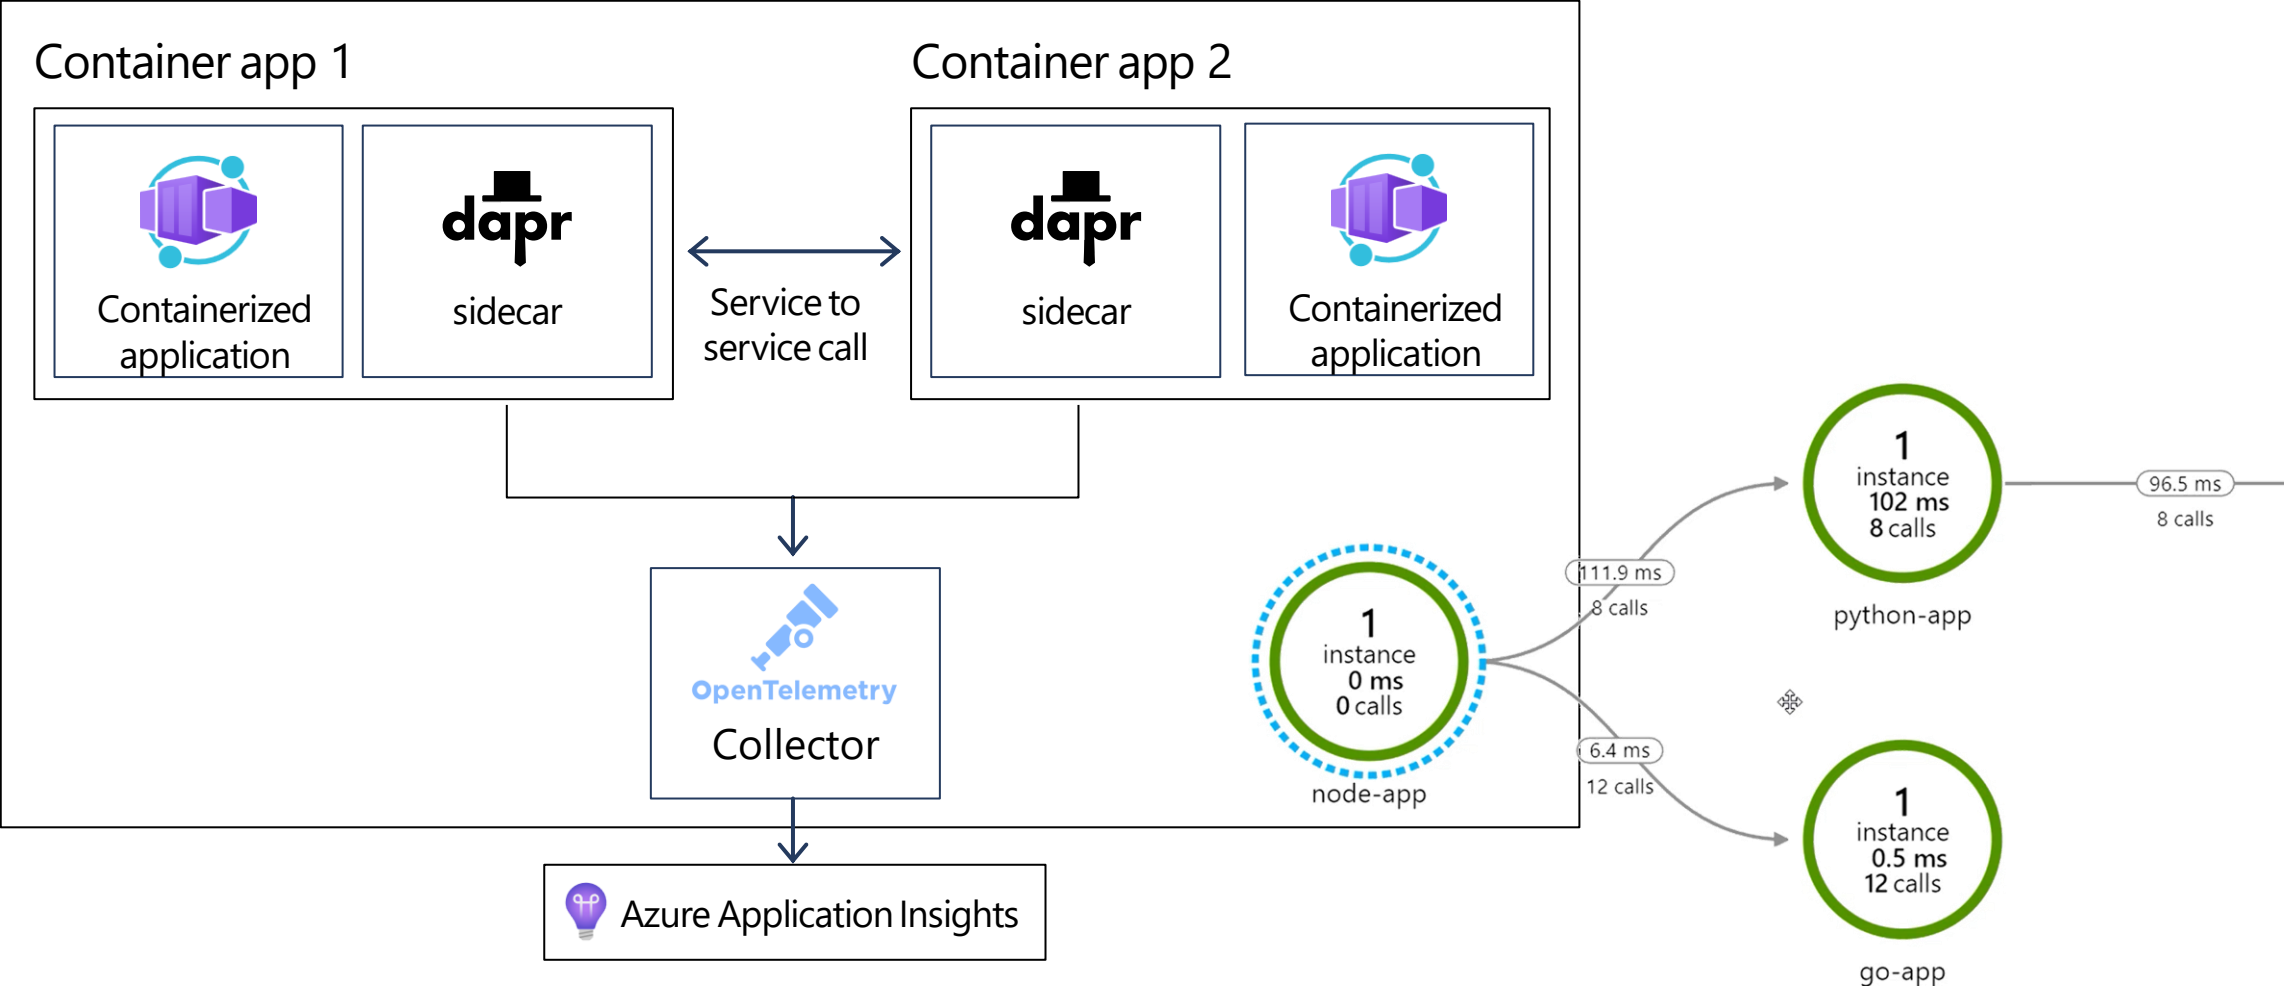 Container app 1
Container app 2
dapr
dapr
Containerized
application
sidecar
Service to
service call
sidecar
Containerized
application
OpenTelemetry
Collector
Azure Application Insights
1
instance
0 ms
0 calls
node-app
111.9 ms
8 calls
6.4 ms
12 calls
1
instance
102 ms
8 calls
python-app
96.5 ms
8 calls
1
instance
0.5 ms
12 calls
go-app